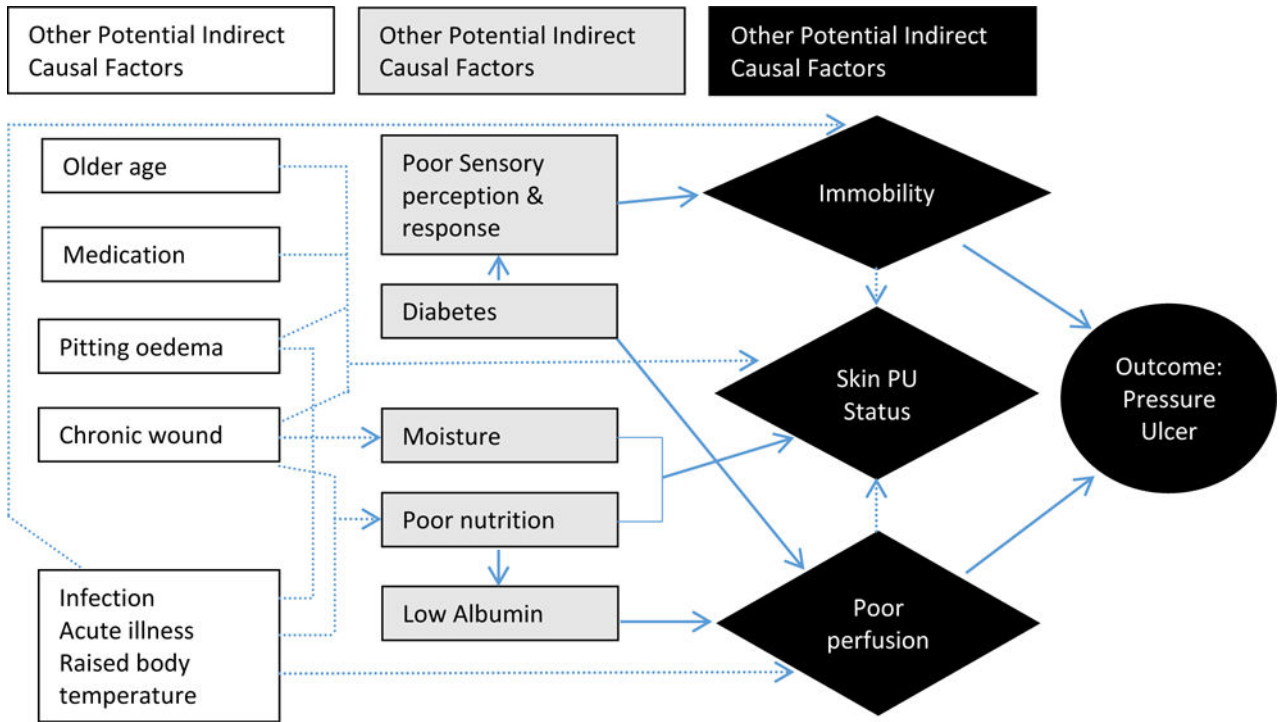 Other Potential Indirect
Causal Factors
Other Potential Indirect
Causal Factors
Other Potential Indirect
Causal Factors
Older age
Medication
Pitting oedema
Chronic wound
Infection
Acute illness
Raised body
temperature
Poor Sensory
perception &
response
Diabetes
Moisture
Poor nutrition
Low Albumin
Immobility
Skin PU
Status
Poor
perfusion
Outcome:
Pressure
Ulcer